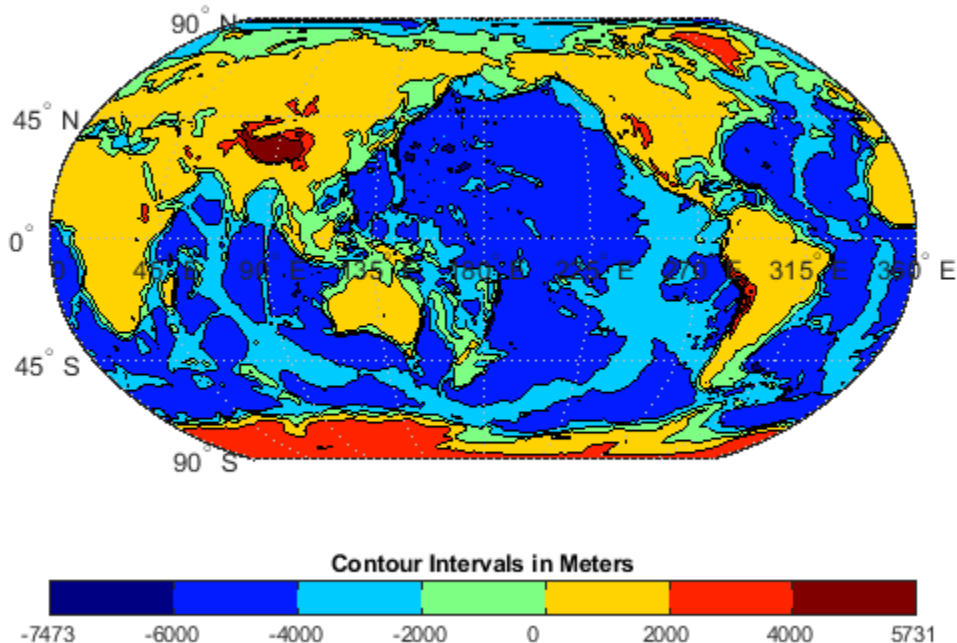 90° N
45° N
0°
0 45° E 90° E 135° E 180° E 225° E 270° E 315° E 360° E
45° S
90° S
Contour Intervals in Meters
-7473 -6000 -4000 -2000 0 2000 4000 5731